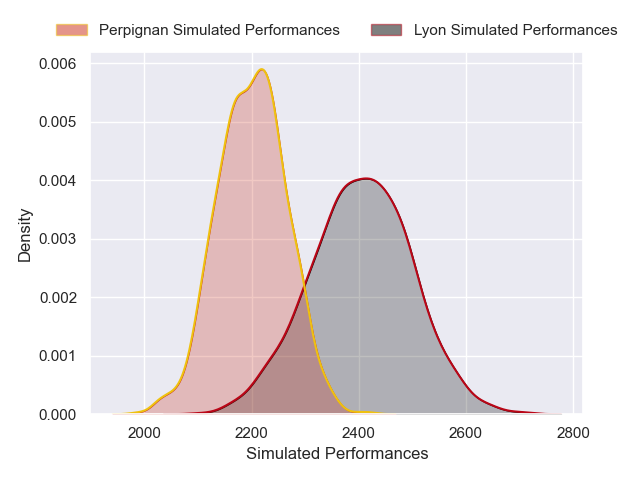 Perpignan Simulated Performances Lyon Simulated Performances
0.006
0.005
0.004
0.003
0.002
0.001
0.000
Density
2000 2200 2400 2600 2800
Simulated Performances